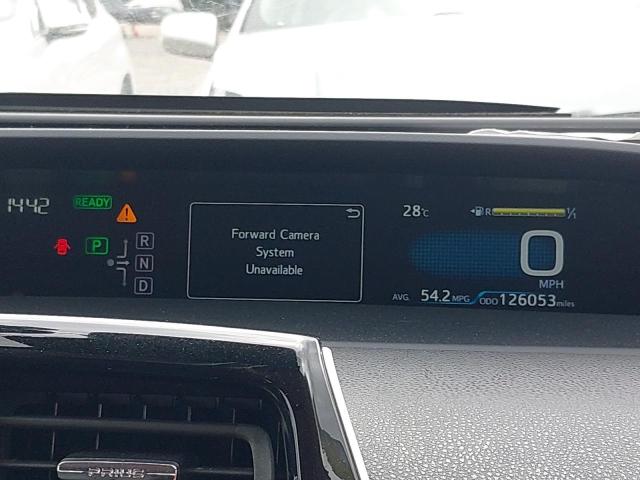 1442
READY
P
R
N
D
Forward Camera
System
Unavailable
28°C
R 1/1
0
MPH
AVG. 54.2 MPG ODO 126053 miles
PRIUS